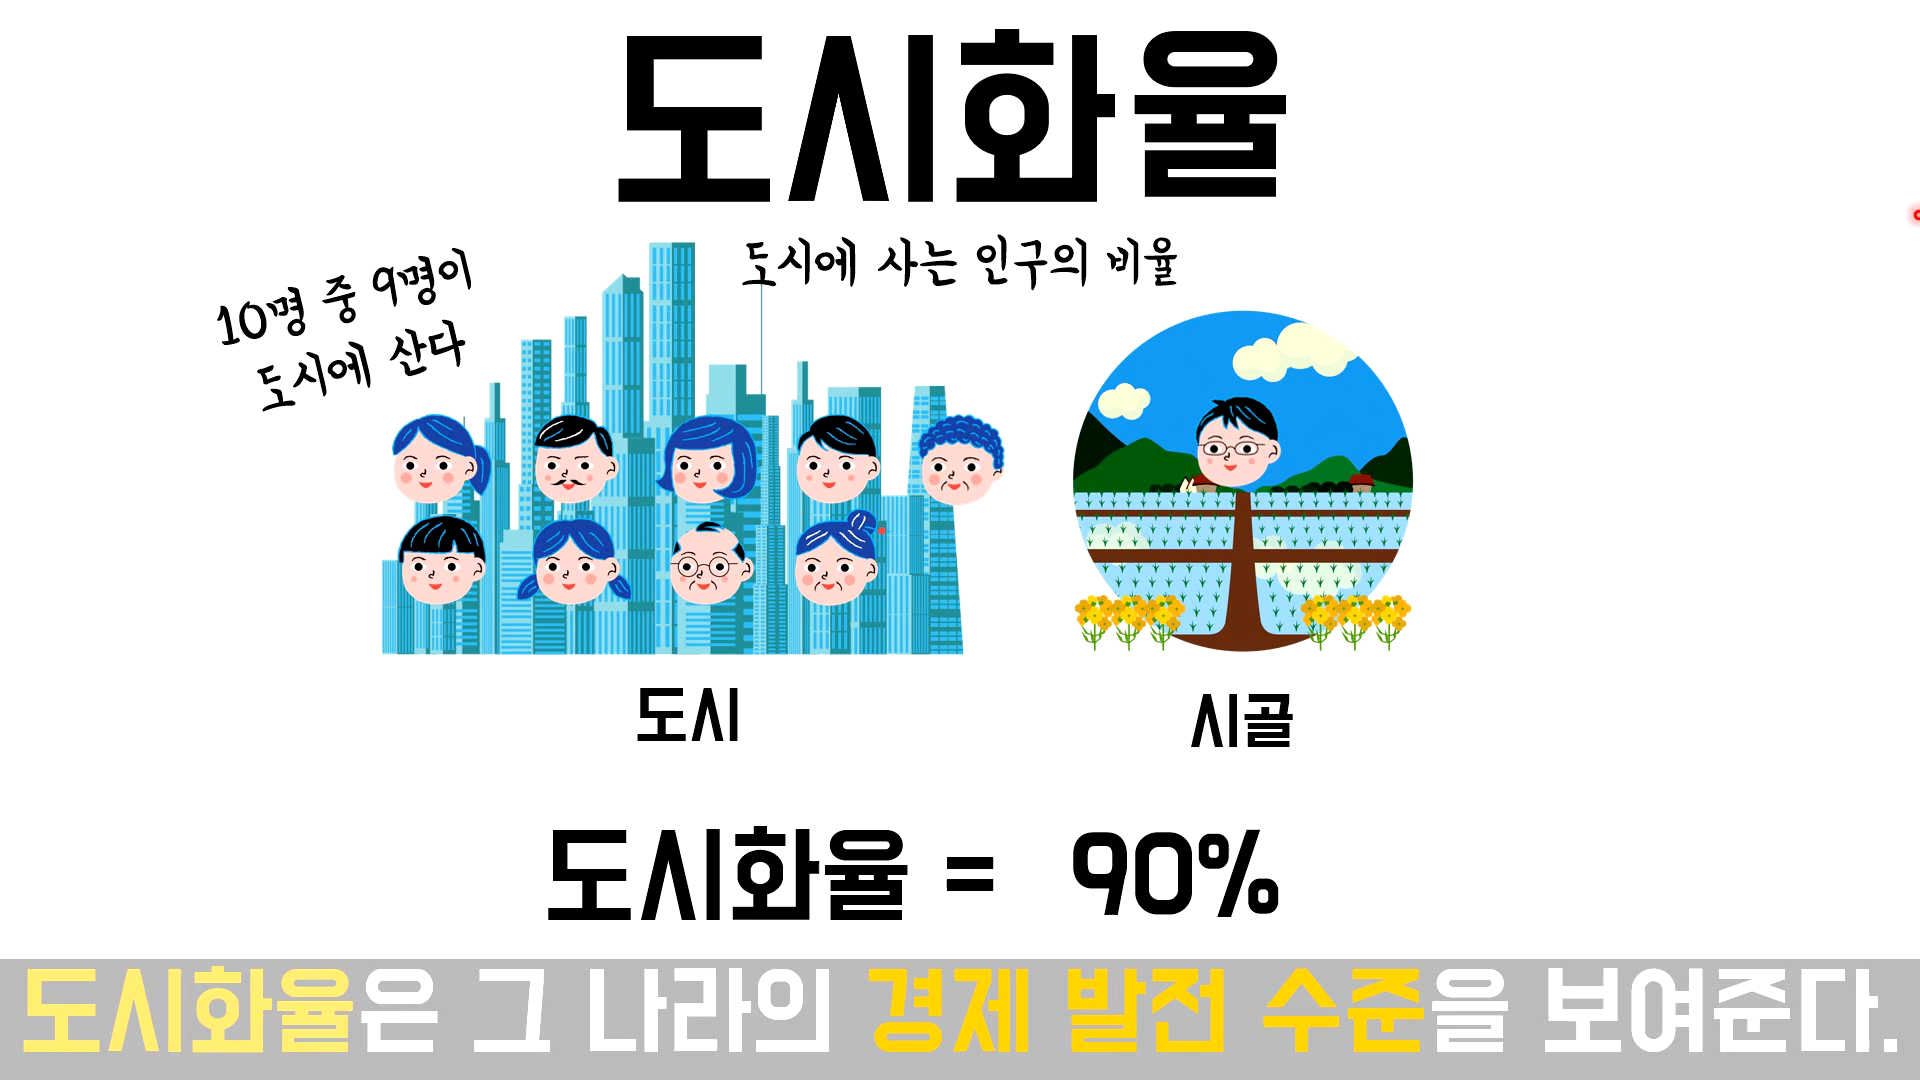 도시화율
도시에 사는 인구의 비율
10명 중 9명이
도시에 산다
도시
시골
도시화율 = 90%
도시화율은 그 나라의 경제 발전 수준을 보여준다.